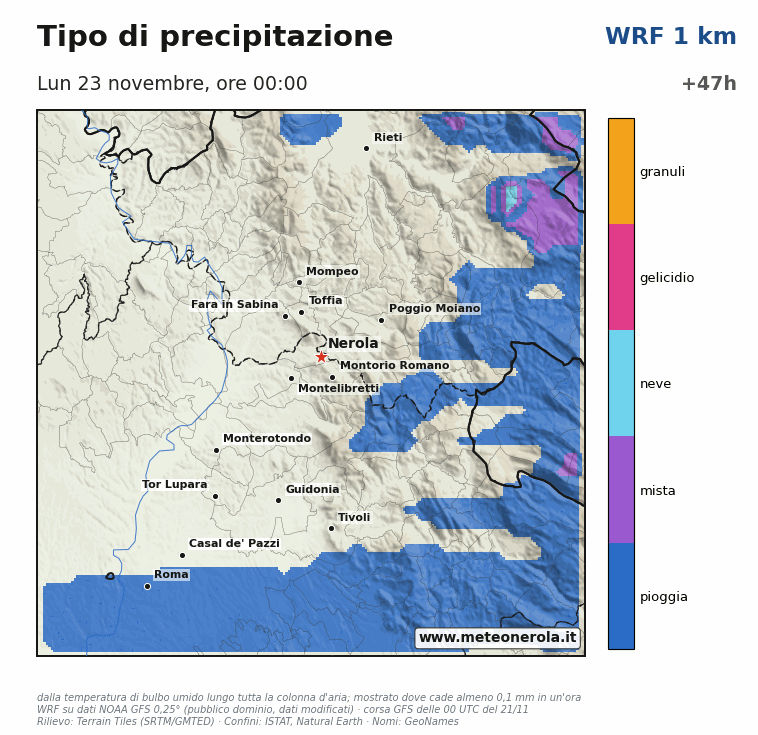 Tipo di precipitazione
WRF 1 km
Lun 23 novembre, ore 00:00
+47h
Rieti
Mompeo
Fara in Sabina
Toffia
Poggio Moiano
Nerola
Montorio Romano
Montelibretti
Monterotondo
Tor Lupara
Guidonia
Tivoli
Casal de' Pazzi
Roma
www.meteonerola.it
granuli
gelicidio
neve
mista
pioggia
dalla temperatura di bulbo umido lungo tutta la colonna d'aria; mostrato dove cade almeno 0,1 mm in un'ora
WRF su dati NOAA GFS 0,25° (pubblico dominio, dati modificati) · corsa GFS delle 00 UTC del 21/11
Rilievo: Terrain Tiles (SRTM/GMTED) · Confini: ISTAT, Natural Earth · Nomi: GeoNames